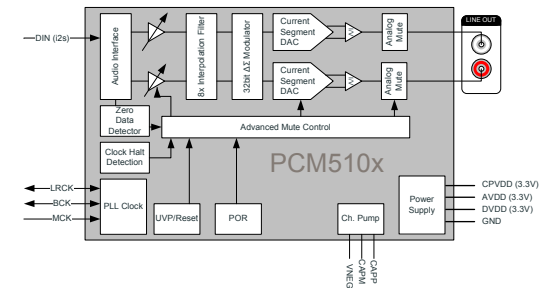 DIN (i2s)
Audio Interface
8x Interpolation Filter
32bit ΔΣ Modulator
Current
Segment
DAC
Analog
Mute
LINE OUT
Current
Segment
DAC
Analog
Mute
Zero
Data
Detector
Advanced Mute Control
Clock Halt
Detection
PCM510x
LRCK
BCK
MCK
PLL Clock
UVP/Reset
POR
Ch. Pump
Power
Supply
CPVDD (3.3V)
AVDD (3.3V)
DVDD (3.3V)
GND
VNEG
CAPM
CAPP